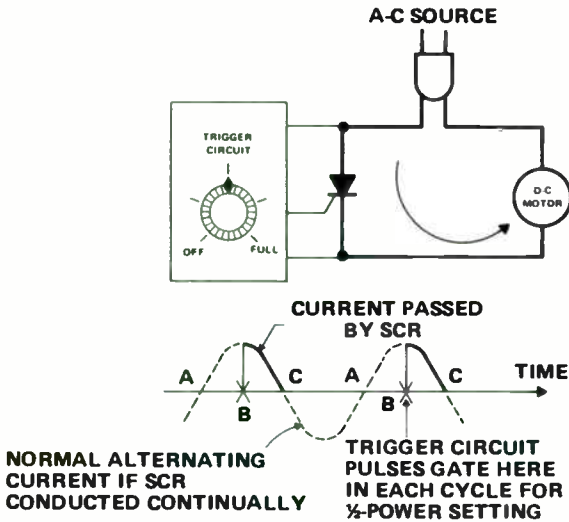 A-C SOURCE
TRIGGER
CIRCUIT
OFF
FULL
D-C
MOTOR
CURRENT PASSED
BY SCR
A
B
C
A
B
C
TIME
NORMAL ALTERNATING
CURRENT IF SCR
CONDUCTED CONTINUALLY
TRIGGER CIRCUIT
PULSES GATE HERE
IN EACH CYCLE FOR
½-POWER SETTING